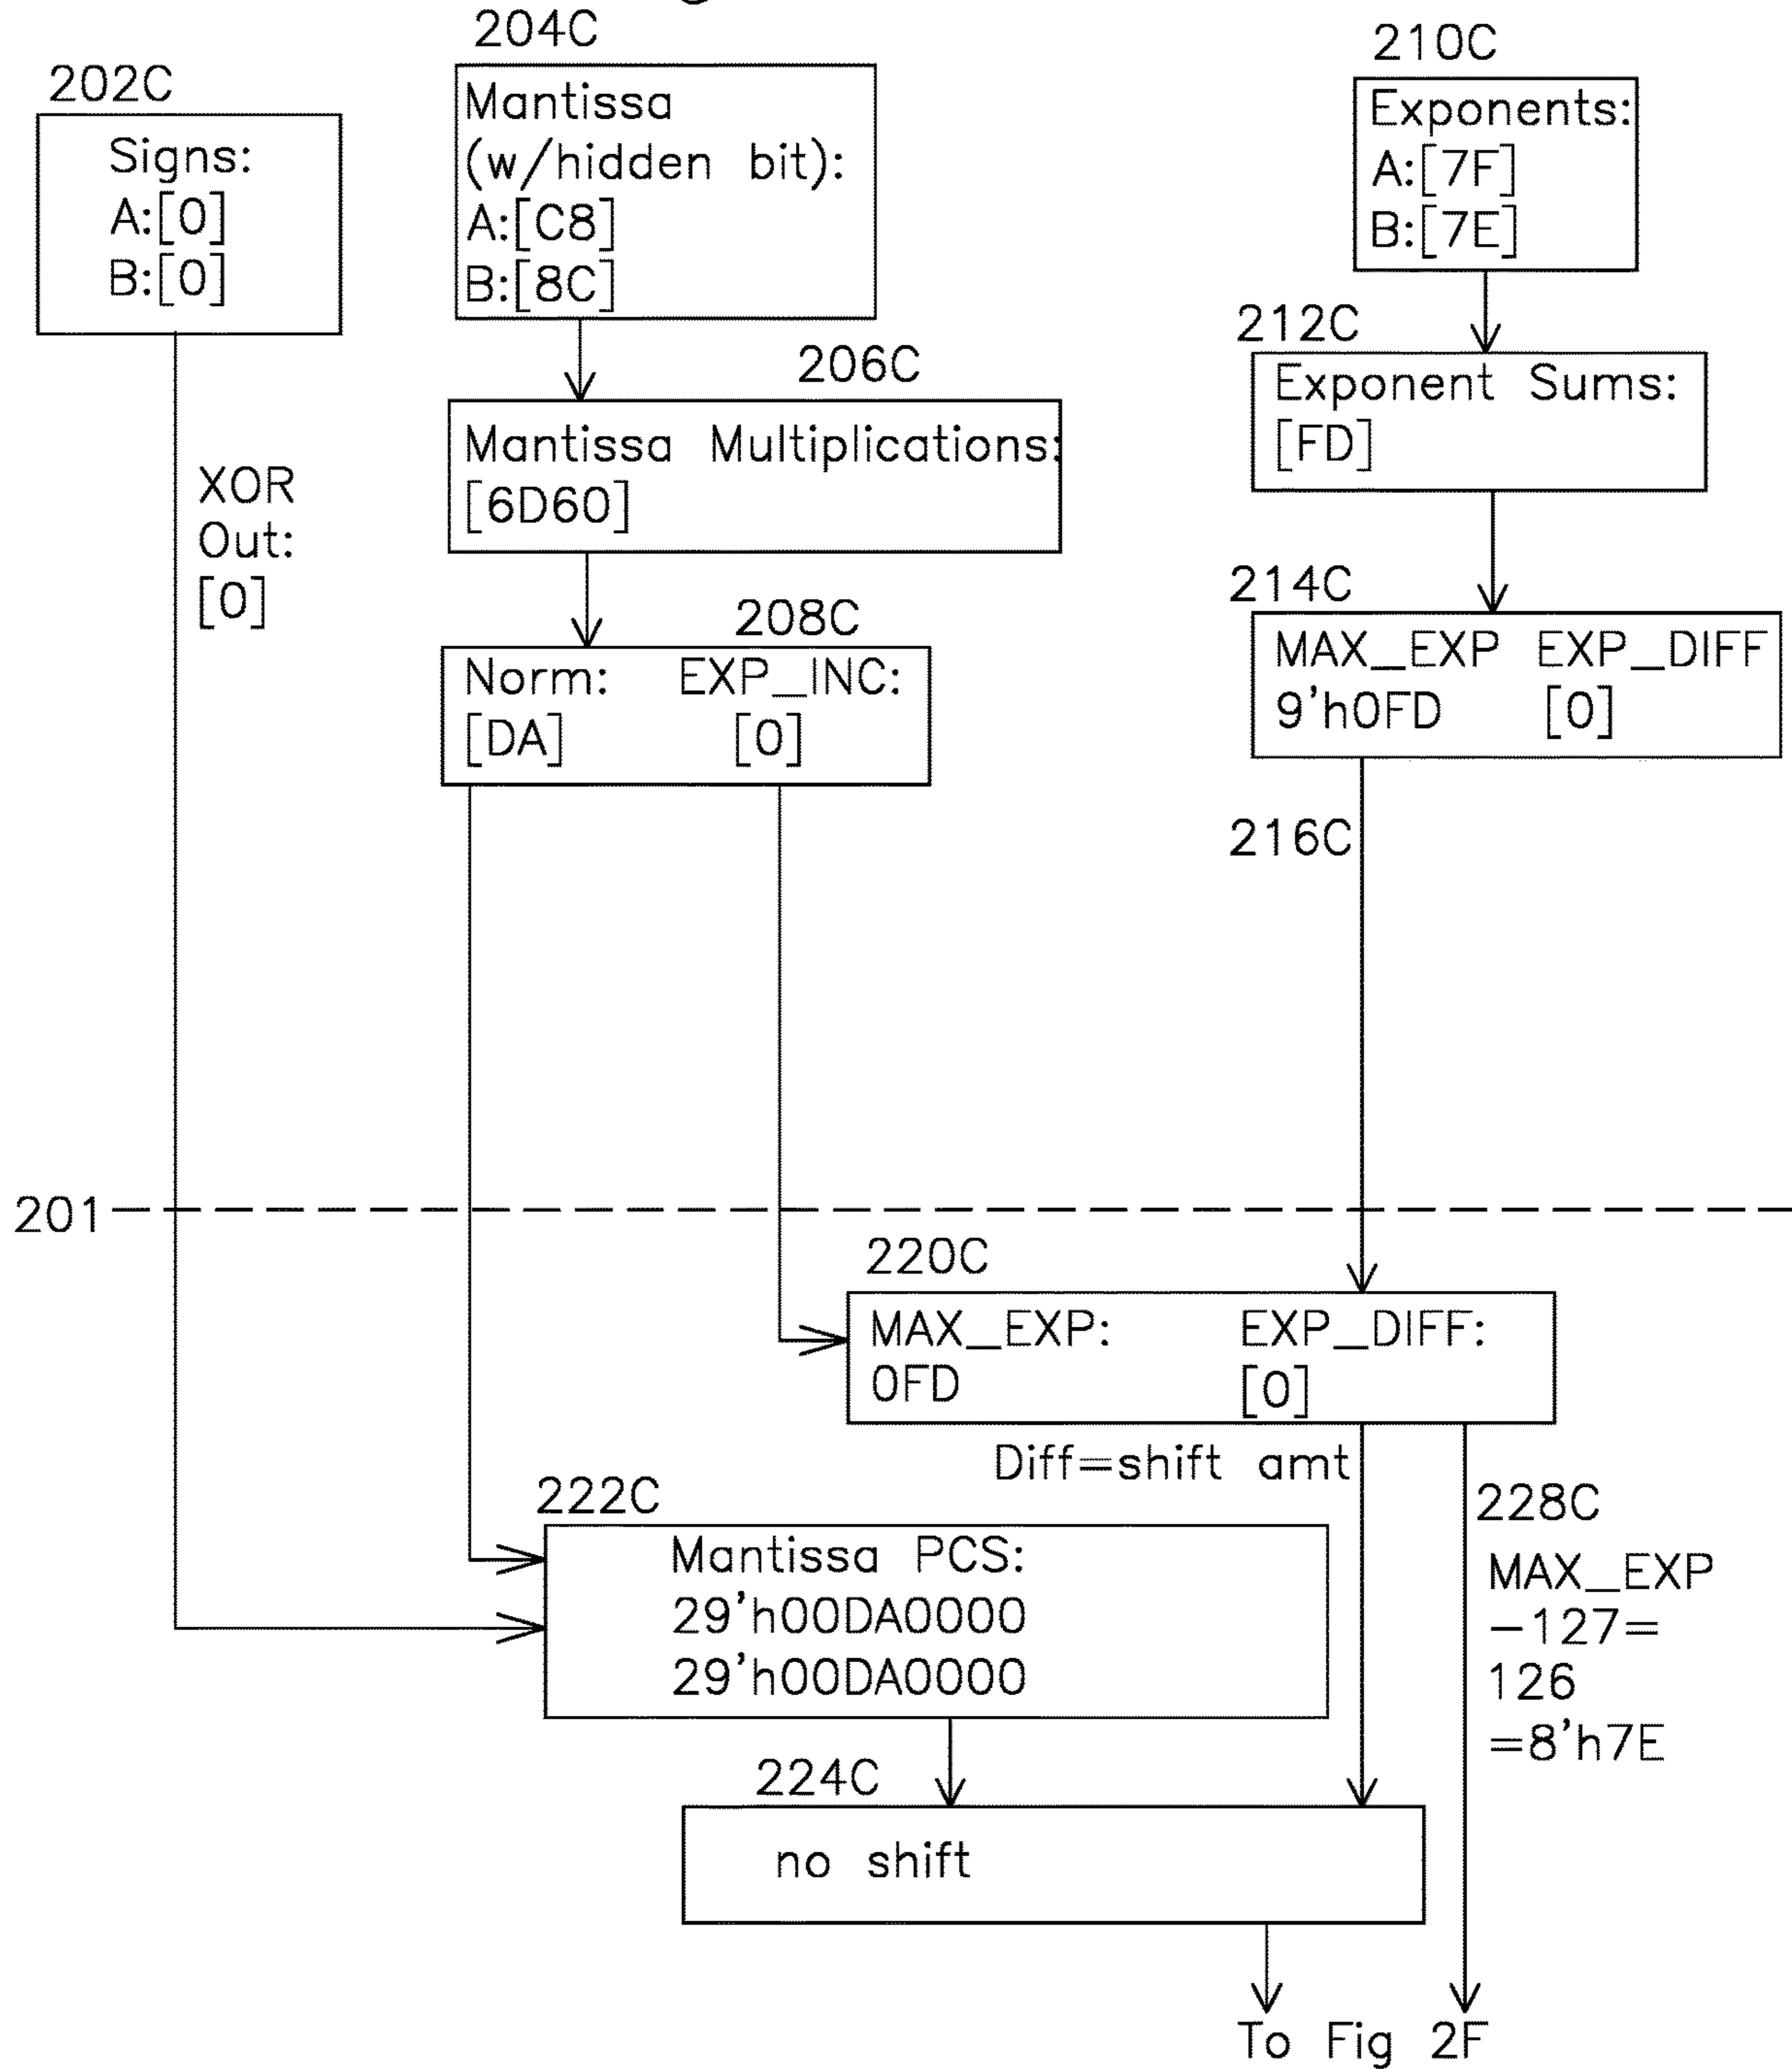 204C
210C
202C
Mantissa
(w/hidden bit):
A:[C8]
B:[8C]
Exponents:
A:[7F]
B:[7E]
Signs:
A:[0]
B:[0]
212C
206C
Exponent Sums:
[FD]
Mantissa Multiplications:
[6D60]
XOR
Out:
[0]
214C
208C
MAX_EXP EXP_DIFF
9'h0FD [0]
Norm: EXP_INC:
[DA] [0]
216C
201
220C
MAX_EXP: EXP_DIFF:
0FD [0]
Diff=shift amt
222C
228C
Mantissa PCS:
29'h00DA0000
29'h00DA0000
MAX_EXP
-127=
126
=8'h7E
224C
no shift
To Fig 2F